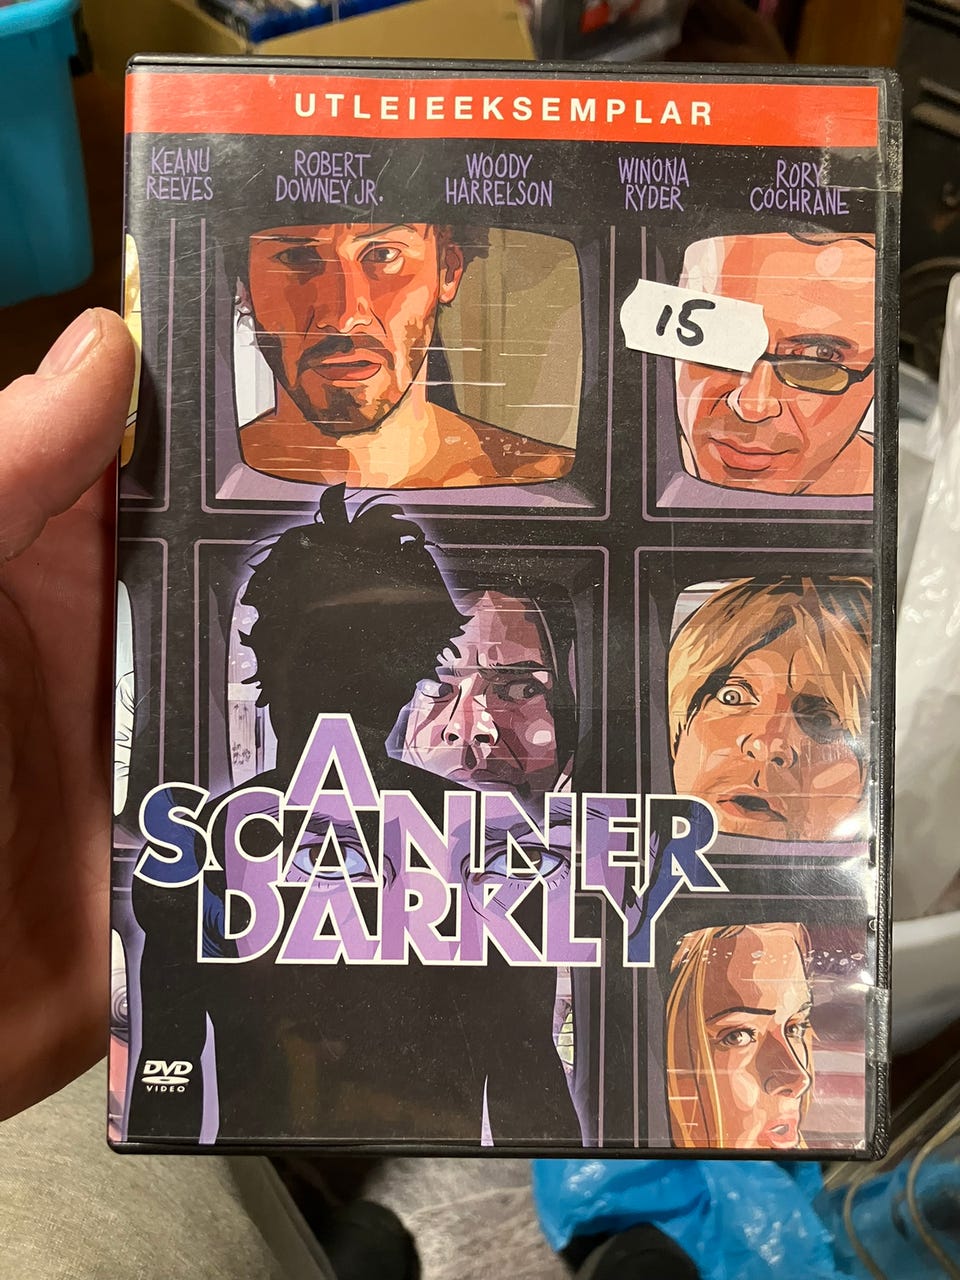 UTLEIEEKSEMPLAR
KEANU REEVES
ROBERT DOWNEY JR.
WOODY HARRELSON
WINONA RYDER
RORY COCHRANE
15
A
SCANNER
DARKLY
DVD
VIDEO